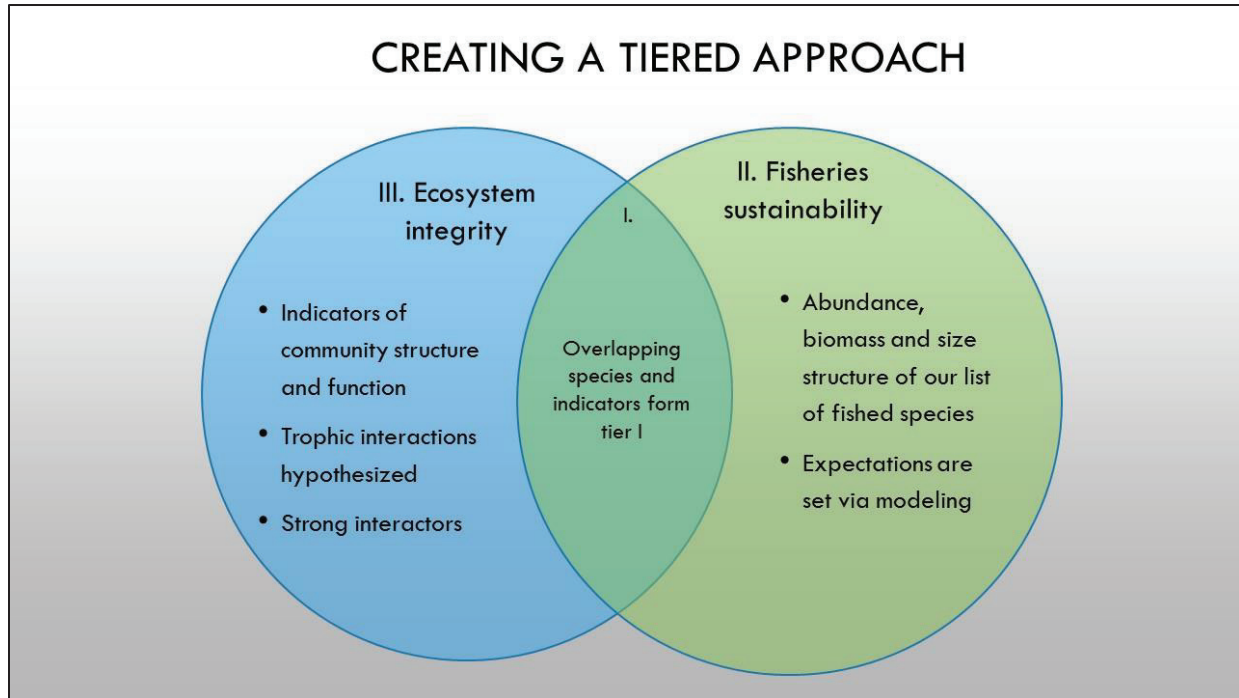 CREATING A TIERED APPROACH
III. Ecosystem
integrity
• Indicators of
community structure
and function
• Trophic interactions
hypothesized
• Strong interactors
I.
Overlapping
species and
indicators form
tier I
II. Fisheries
sustainability
• Abundance,
biomass and size
structure of our list
of fished species
• Expectations are
set via modeling